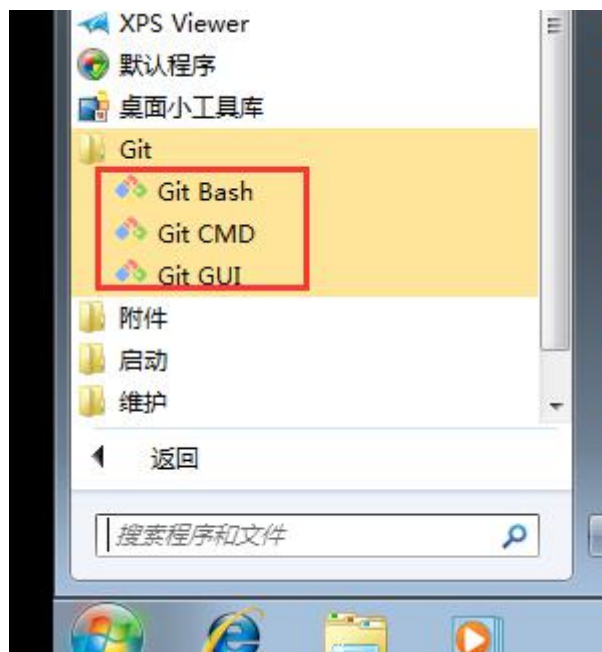 XPS Viewer
默认程序
桌面小工具库
Git
Git Bash
Git CMD
Git GUI
附件
启动
维护
返回
搜索程序和文件